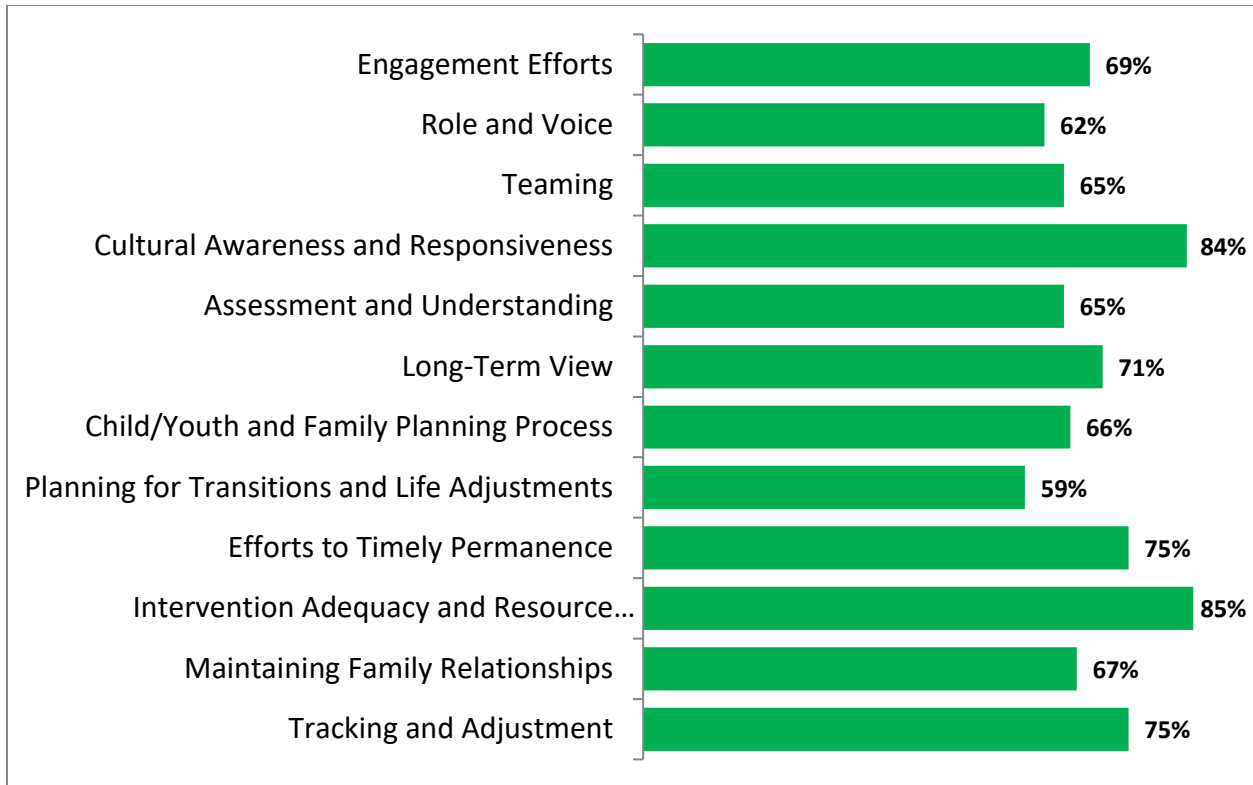 Engagement Efforts 69%
Role and Voice 62%
Teaming 65%
Cultural Awareness and Responsiveness 84%
Assessment and Understanding 65%
Long-Term View 71%
Child/Youth and Family Planning Process 66%
Planning for Transitions and Life Adjustments 59%
Efforts to Timely Permanence 75%
Intervention Adequacy and Resource... 85%
Maintaining Family Relationships 67%
Tracking and Adjustment 75%